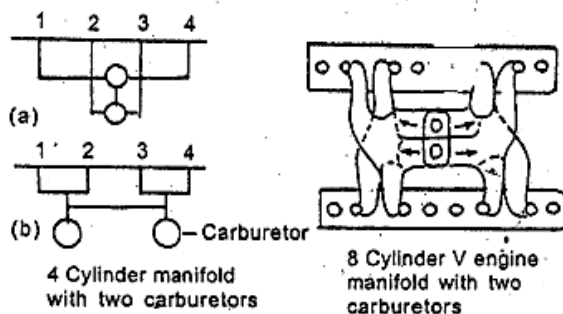 1 2 3 4
(a)
1 2 3 4
(b)
Carburetor
4 Cylinder manifold
with two carburetors
8 Cylinder V engine
manifold with two
carburetors